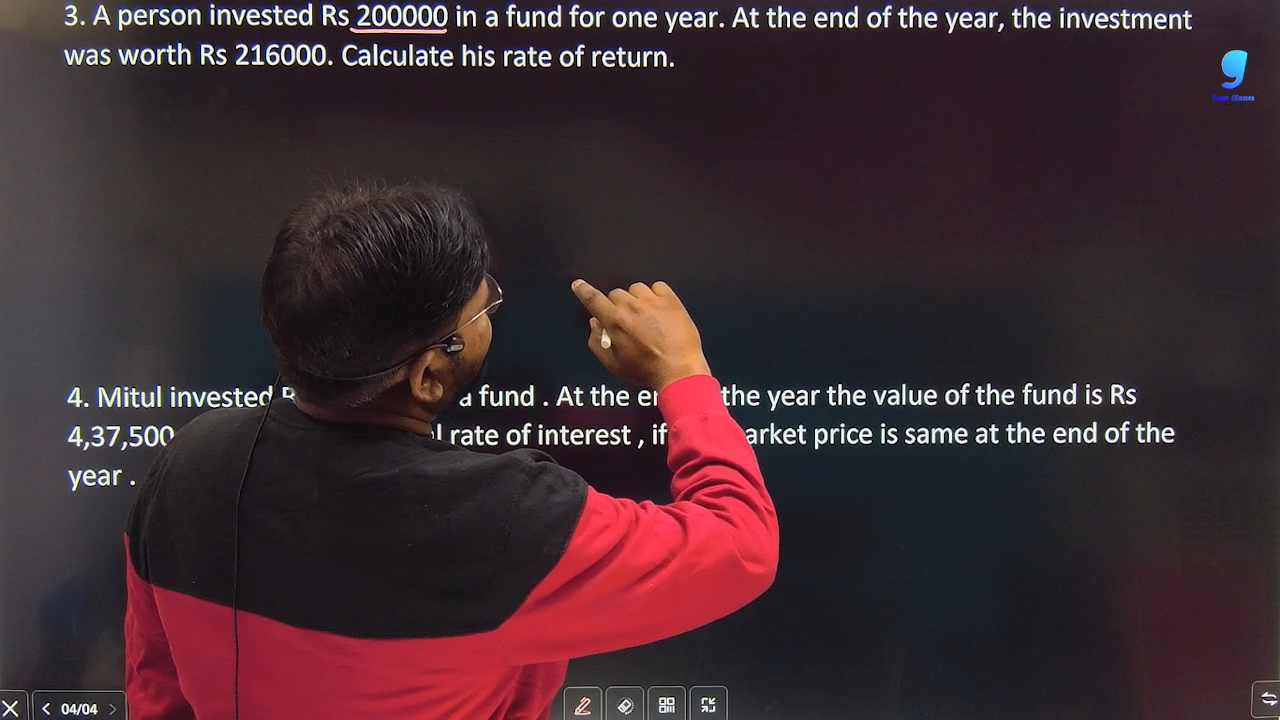 3. A person invested Rs 200000 in a fund for one year. At the end of the year, the investment
was worth Rs 216000. Calculate his rate of return.
g
4. Mitul invested a fund . At the the year the value of the fund is Rs
4,37,500 rate of interest , if price is same at the end of the
year .
04/04